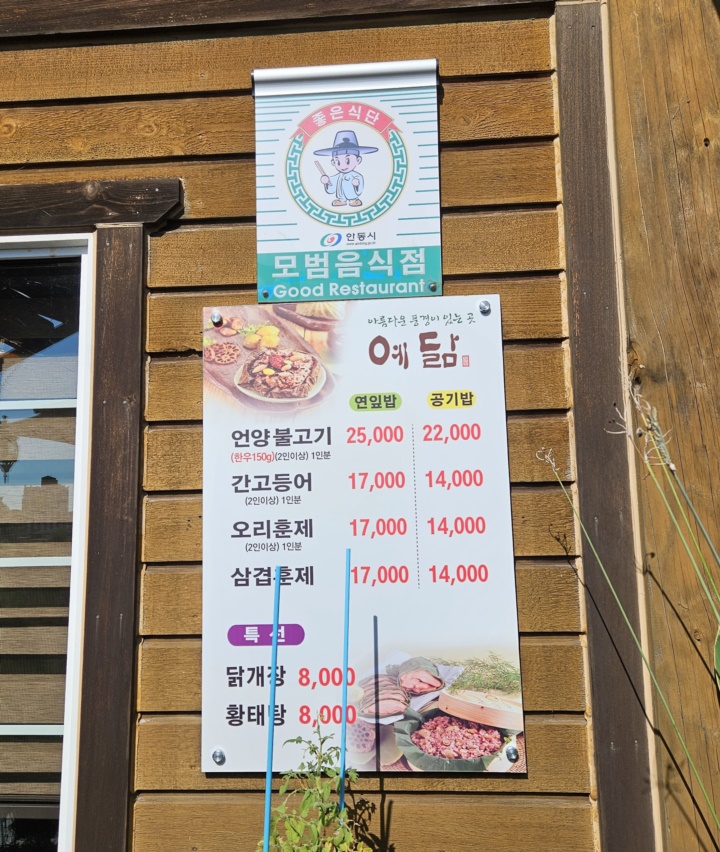 좋은식단
안동시
모범음식점
Good Restaurant
아름다운 풍경이 있는 곳
예 닮
연잎밥 공기밥
언양 불고기 25,000 22,000
(한우150g)(2인이상) 1인분
간고등어 17,000 14,000
(2인이상) 1인분
오리훈제 17,000 14,000
(2인이상) 1인분
삼겹훈제 17,000 14,000
특 선
닭개장 8,000
황태탕 8,000